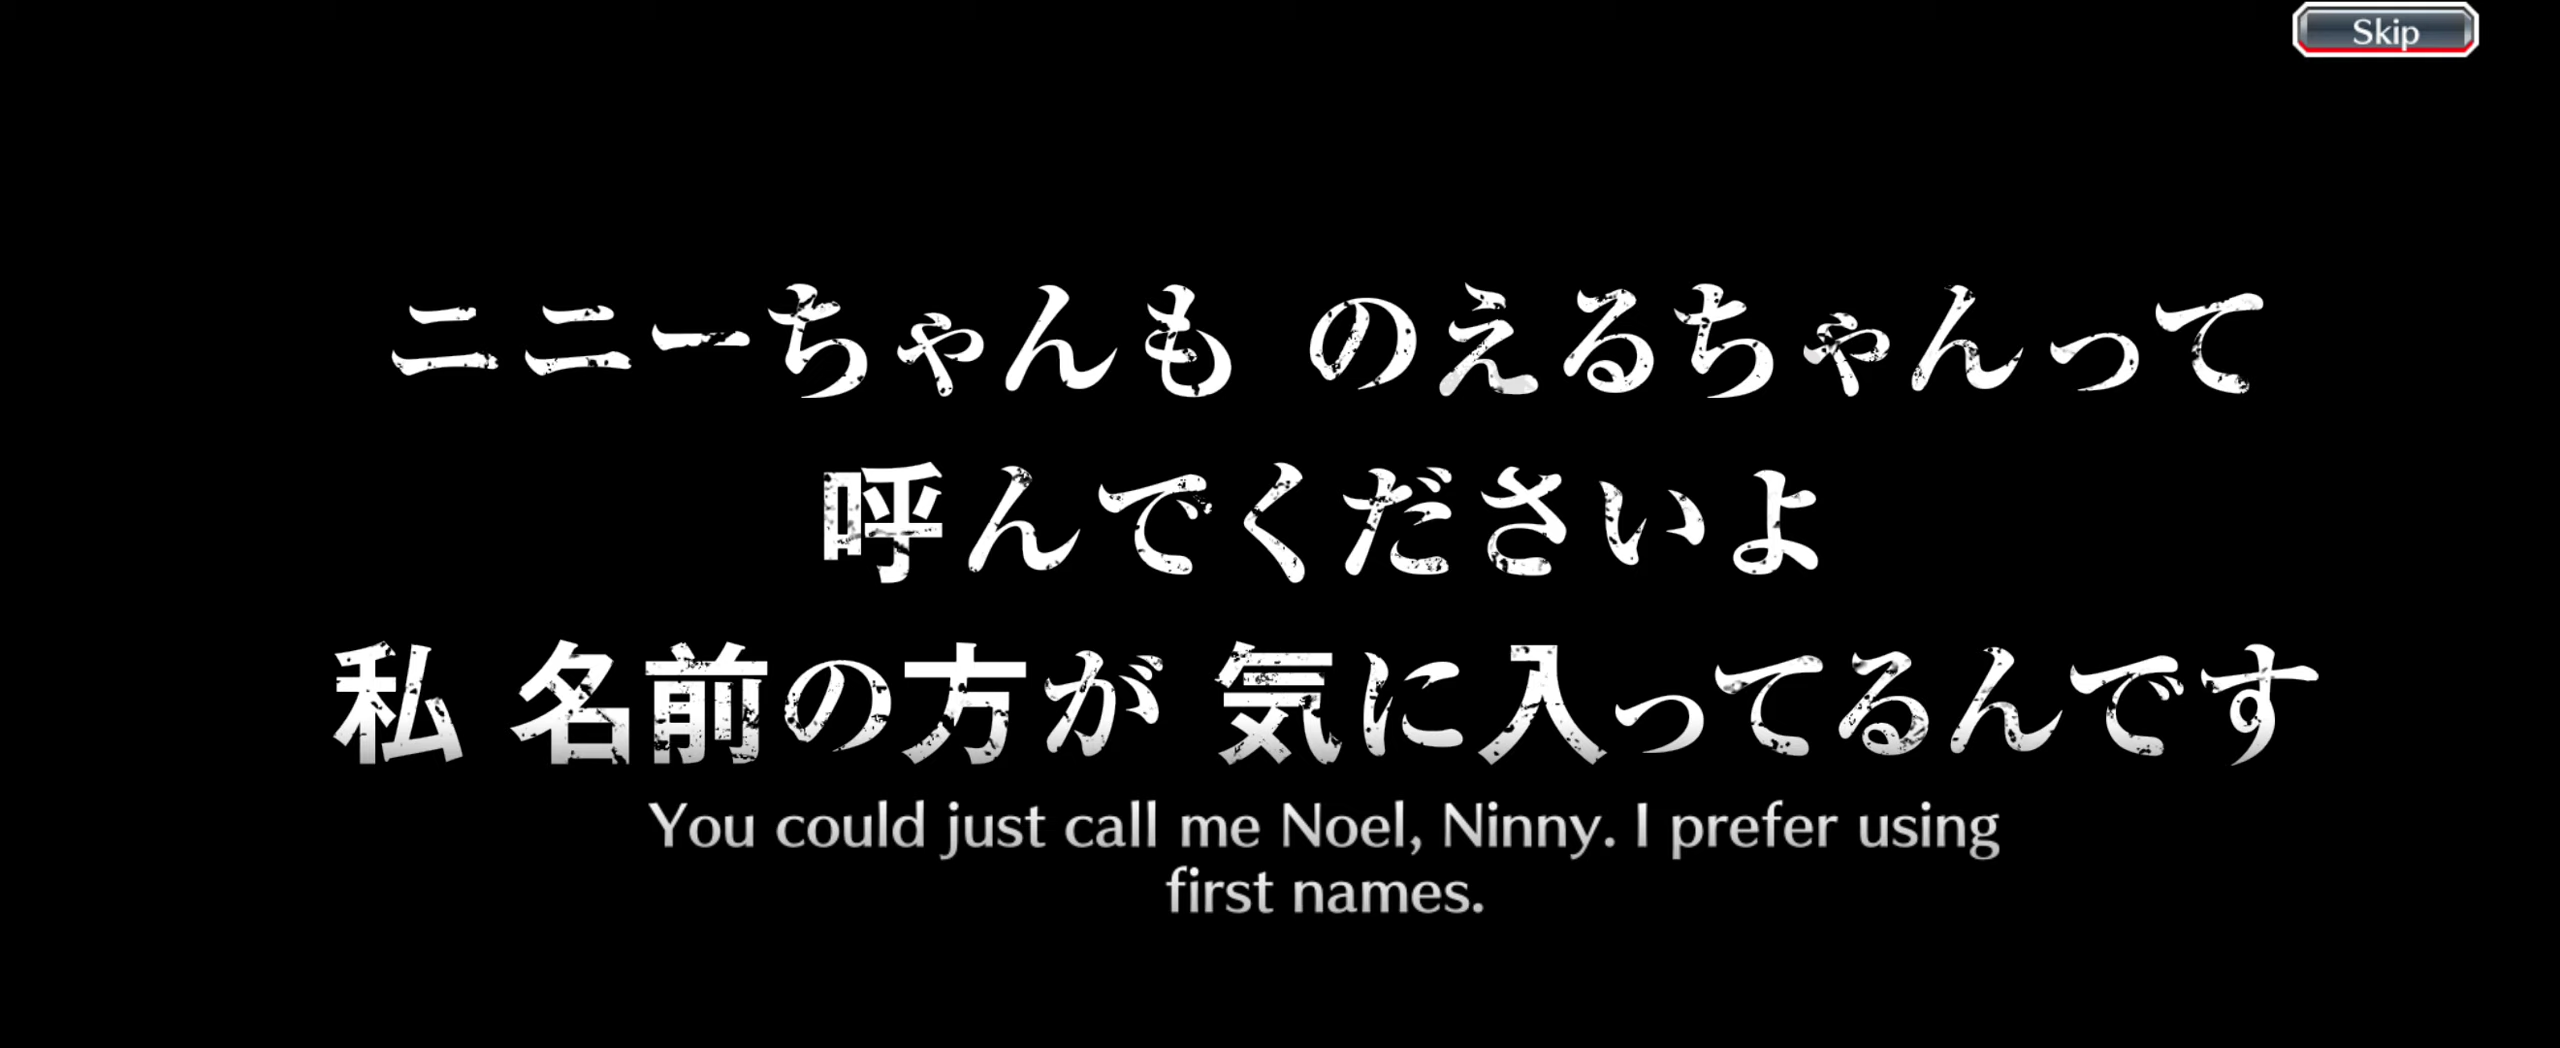 Skip
ニニーちゃんも のえるちゃんって
呼んでくださいよ
私 名前の方が 気に入ってるんです
You could just call me Noel, Ninny. I prefer using
first names.